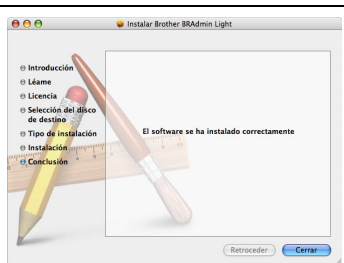 Instalar Brother BRAdmin Light
Introducción
Léame
Licencia
Selección del disco
de destino
Tipo de instalación
Instalación
Conclusión
El software se ha instalado correctamente
Retroceder
Cerrar